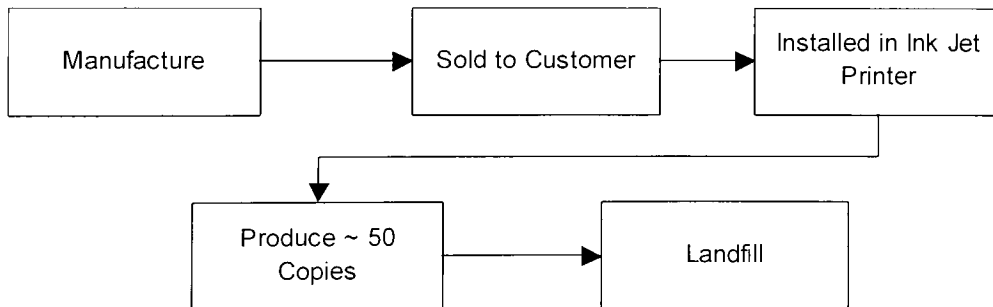 Manufacture
Sold to Customer
Installed in Ink Jet
Printer
Produce ~ 50
Copies
Landfill